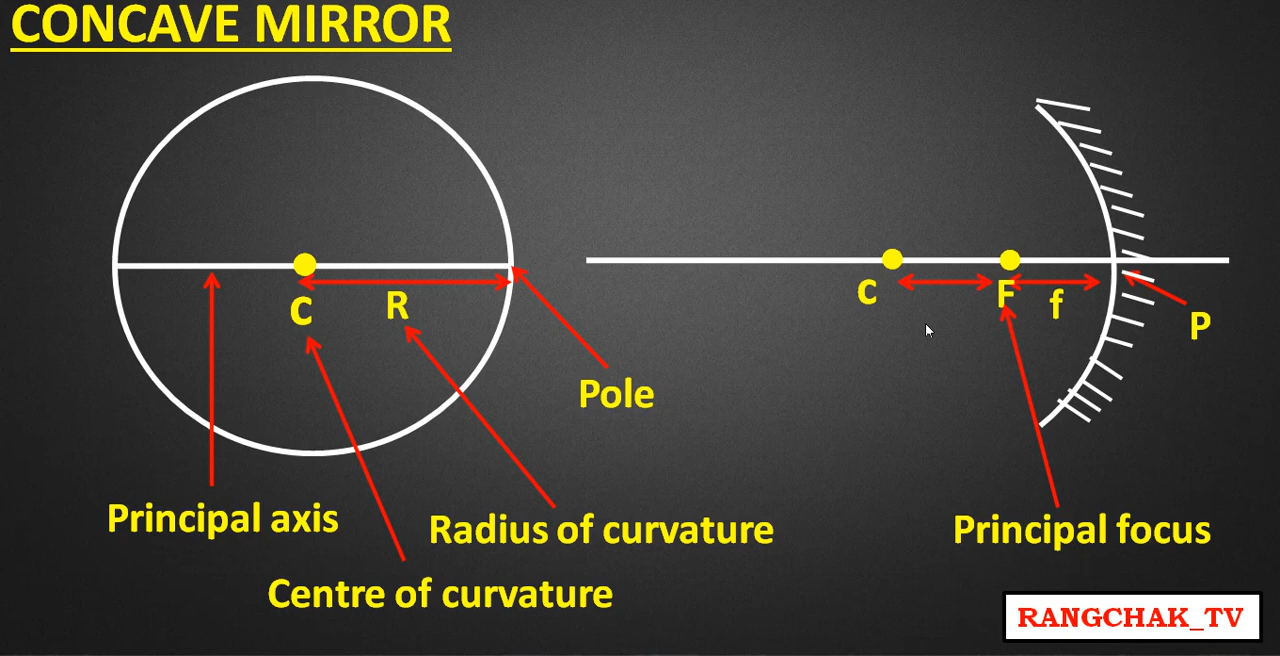 CONCAVE MIRROR
C
R
Pole
Principal axis
Radius of curvature
Centre of curvature
C
F
f
P
Principal focus
RANGCHAK_TV